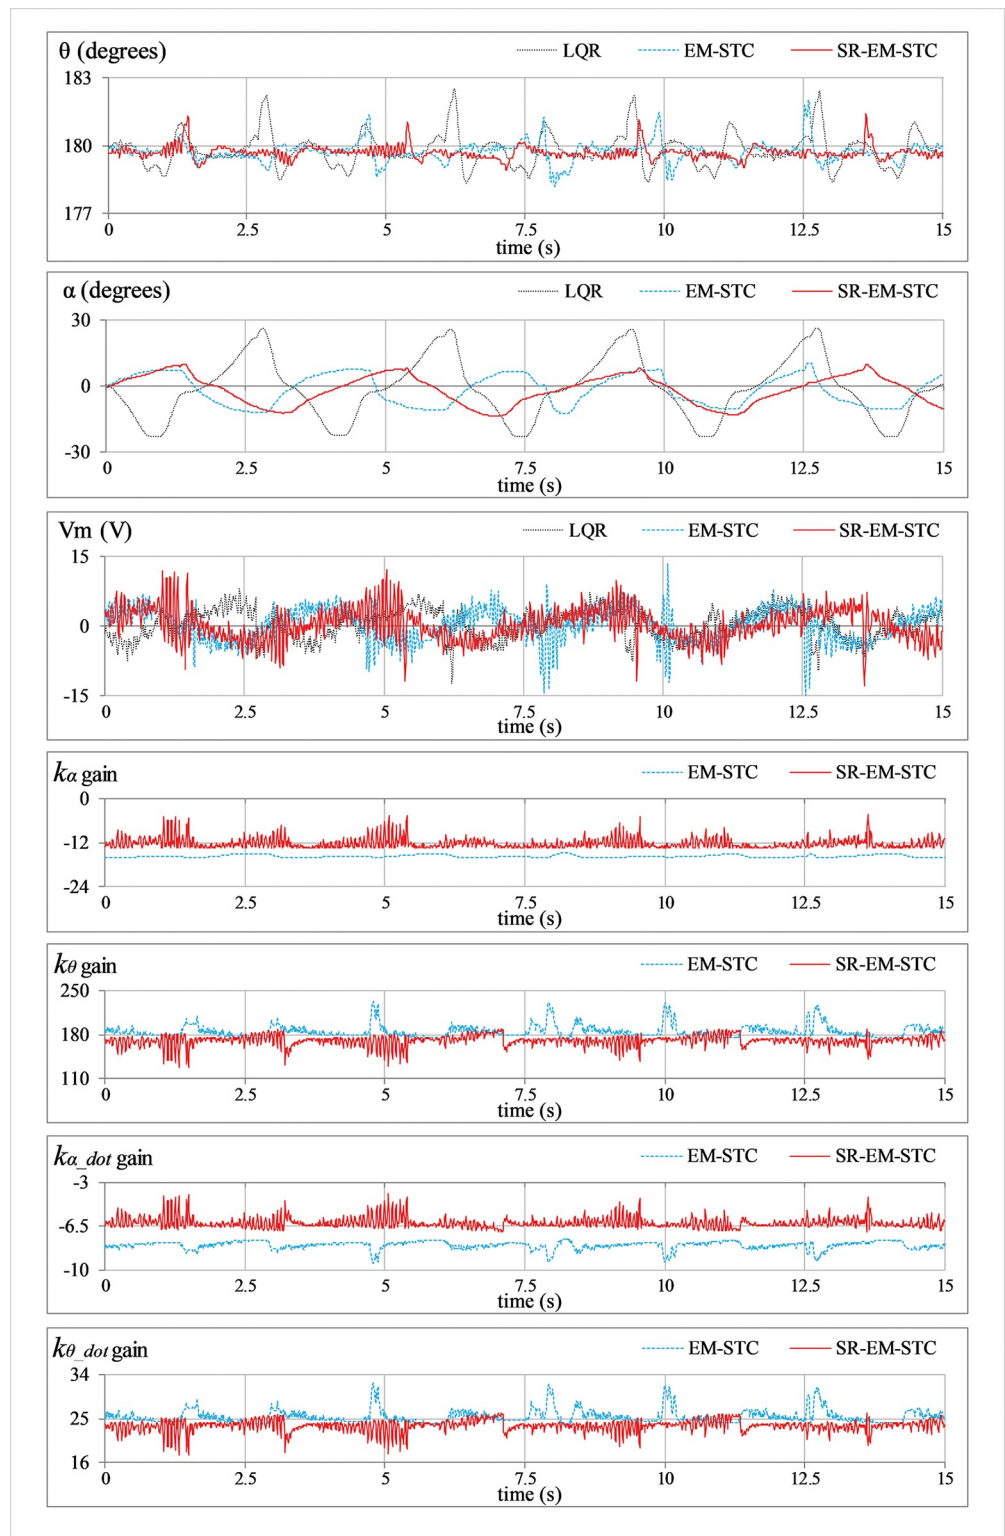 θ (degrees)
LQR EM-STC SR-EM-STC
183
180
177
0 2.5 5 7.5 10 12.5 15
time (s)
α (degrees)
LQR EM-STC SR-EM-STC
30
0
-30
0 2.5 5 7.5 10 12.5 15
time (s)
Vm (V)
LQR EM-STC SR-EM-STC
15
0
-15
0 2.5 5 7.5 10 12.5 15
time (s)
kα gain
EM-STC SR-EM-STC
0
-12
-24
0 2.5 5 7.5 10 12.5 15
time (s)
kθ gain
EM-STC SR-EM-STC
250
180
110
0 2.5 5 7.5 10 12.5 15
time (s)
kα_dot gain
EM-STC SR-EM-STC
-3
-6.5
-10
0 2.5 5 7.5 10 12.5 15
time (s)
kθ_dot gain
EM-STC SR-EM-STC
34
25
16
0 2.5 5 7.5 10 12.5 15
time (s)